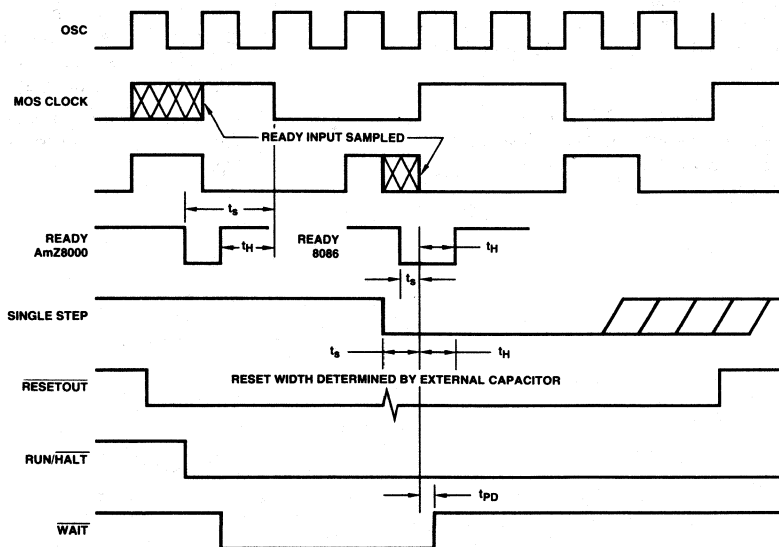 OSC
MOS CLOCK
READY INPUT SAMPLED
ts
READY
AmZ8000
tH
READY
8086
tH
ts
SINGLE STEP
ts
tH
RESET WIDTH DETERMINED BY EXTERNAL CAPACITOR
RESETOUT
RUN/HALT
tPD
WAIT